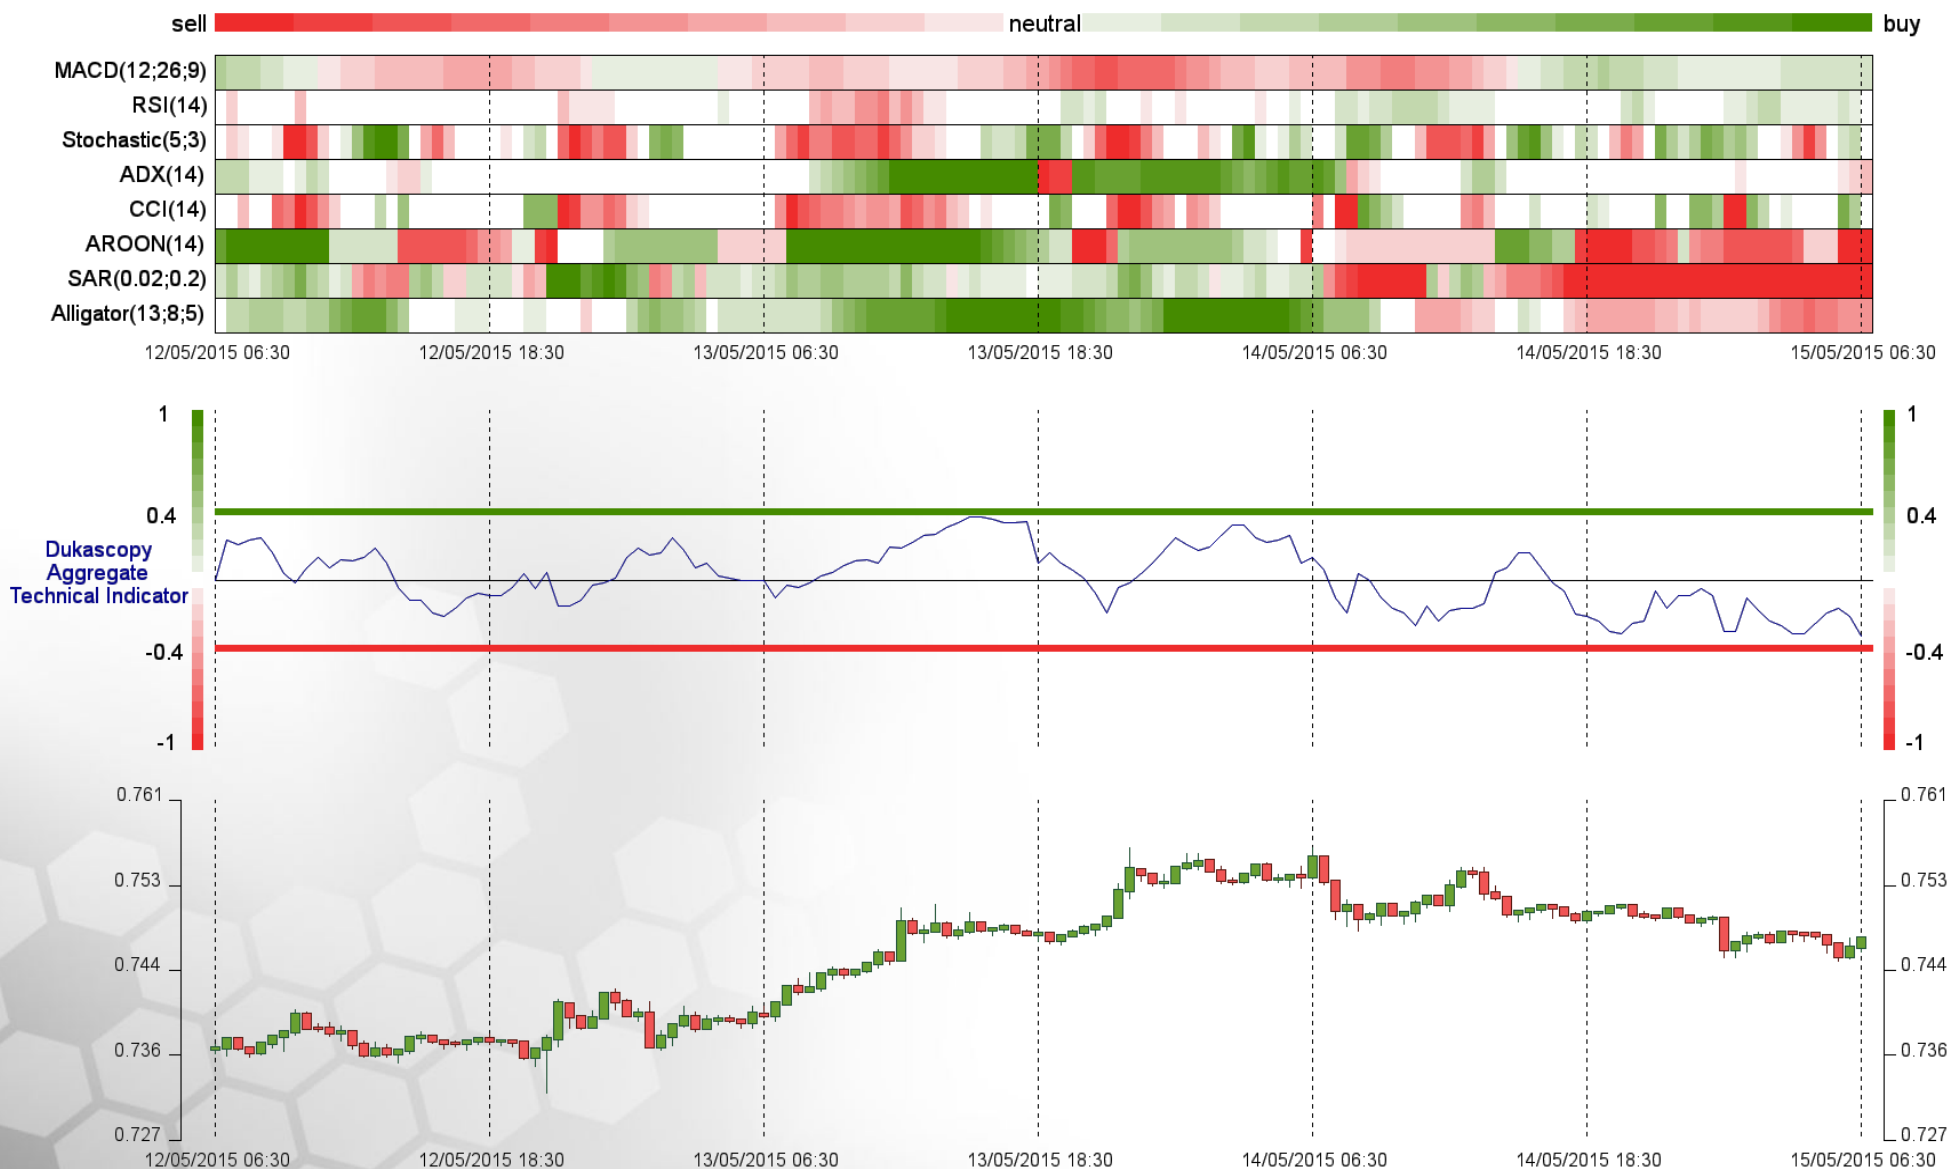 sell neutral buy
MACD(12;26;9)
RSI(14)
Stochastic(5;3)
ADX(14)
CCI(14)
AROON(14)
SAR(0.02;0.2)
Alligator(13;8;5)
12/05/2015 06:30 12/05/2015 18:30 13/05/2015 06:30 13/05/2015 18:30 14/05/2015 06:30 14/05/2015 18:30 15/05/2015 06:30
1 1
0.4 0.4
Dukascopy
Aggregate
Technical Indicator
-0.4 -0.4
-1 -1
0.761 0.761
0.753 0.753
0.744 0.744
0.736 0.736
0.727 0.727
12/05/2015 06:30 12/05/2015 18:30 13/05/2015 06:30 13/05/2015 18:30 14/05/2015 06:30 14/05/2015 18:30 15/05/2015 06:30